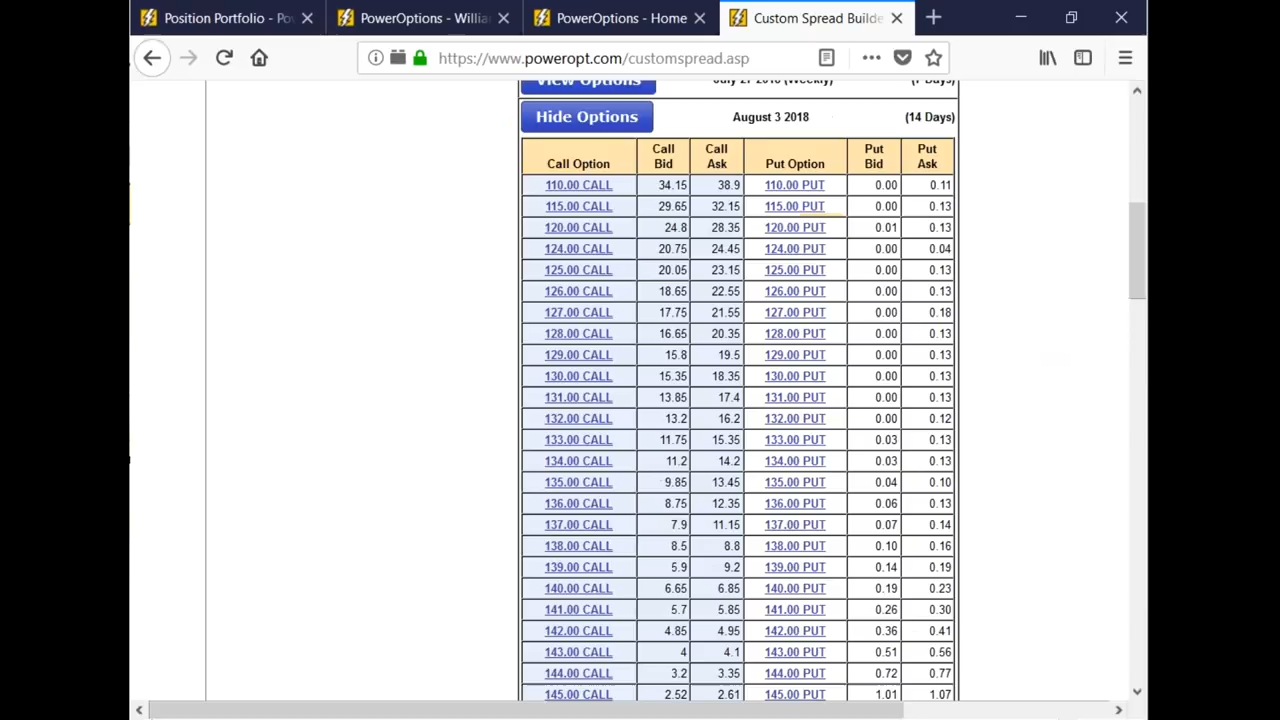 Position Portfolio - Pow
PowerOptions - Willia
PowerOptions - Home
Custom Spread Builde
https://www.poweropt.com/customspread.asp
View Options July 27 2018 (Weekly) (7 Days)
Hide Options August 3 2018 (14 Days)
Call Option Call Bid Call Ask Put Option Put Bid Put Ask
110.00 CALL 34.15 38.9 110.00 PUT 0.00 0.11
115.00 CALL 29.65 32.15 115.00 PUT 0.00 0.13
120.00 CALL 24.8 28.35 120.00 PUT 0.01 0.13
124.00 CALL 20.75 24.45 124.00 PUT 0.00 0.04
125.00 CALL 20.05 23.15 125.00 PUT 0.00 0.13
126.00 CALL 18.65 22.55 126.00 PUT 0.00 0.13
127.00 CALL 17.75 21.55 127.00 PUT 0.00 0.18
128.00 CALL 16.65 20.35 128.00 PUT 0.00 0.13
129.00 CALL 15.8 19.5 129.00 PUT 0.00 0.13
130.00 CALL 15.35 18.35 130.00 PUT 0.00 0.13
131.00 CALL 13.85 17.4 131.00 PUT 0.00 0.13
132.00 CALL 13.2 16.2 132.00 PUT 0.00 0.12
133.00 CALL 11.75 15.35 133.00 PUT 0.03 0.13
134.00 CALL 11.2 14.2 134.00 PUT 0.03 0.13
135.00 CALL 9.85 13.45 135.00 PUT 0.04 0.10
136.00 CALL 8.75 12.35 136.00 PUT 0.06 0.13
137.00 CALL 7.9 11.15 137.00 PUT 0.07 0.14
138.00 CALL 8.5 8.8 138.00 PUT 0.10 0.16
139.00 CALL 5.9 9.2 139.00 PUT 0.14 0.19
140.00 CALL 6.65 6.85 140.00 PUT 0.19 0.23
141.00 CALL 5.7 5.85 141.00 PUT 0.26 0.30
142.00 CALL 4.85 4.95 142.00 PUT 0.36 0.41
143.00 CALL 4 4.1 143.00 PUT 0.51 0.56
144.00 CALL 3.2 3.35 144.00 PUT 0.72 0.77
145.00 CALL 2.52 2.61 145.00 PUT 1.01 1.07